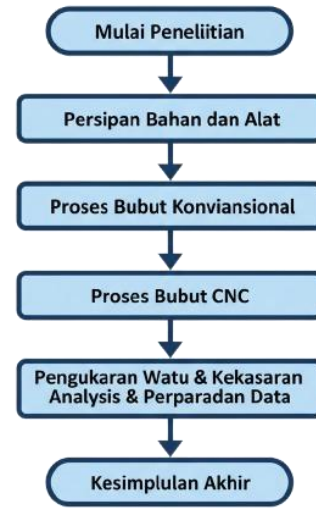 Mulai Peneliitian
Persipan Bahan dan Alat
Proses Bubut Konviansional
Proses Bubut CNC
Pengukaran Watu & Kekasaran
Analysis & Perparadan Data
Kesimplulan Akhir